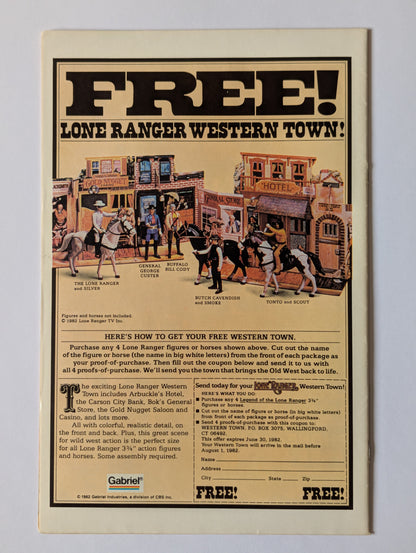 FREE!
LONE RANGER WESTERN TOWN!
GOLD NUGGET
GENERAL STORE
HOTEL
THE LONE RANGER
and SILVER
GENERAL
GEORGE
CUSTER
BUFFALO
BILL CODY
BUTCH CAVENDISH
and SMOKE
TONTO and SCOUT
Figures and horses not included.
© 1982 Lone Ranger TV Inc.
HERE'S HOW TO GET YOUR FREE WESTERN TOWN.
Purchase any 4 Lone Ranger figures or horses shown above. Cut out the name
of the figure or horse (the name in big white letters) from the front of each package as
your proof-of-purchase. Then fill out the coupon below and send it to us with
all 4 proofs-of-purchase. We'll send you the town that brings the Old West back to life.
The exciting Lone Ranger Western
Town includes Arbuckle's Hotel,
the Carson City Bank, Bok's General
Store, the Gold Nugget Saloon and
Casino, and lots more.
All with colorful, realistic detail, on
the front and back. Plus, this great scene
for wild west action is the perfect size
for all Lone Ranger 3¾" action figures
and horses. Some assembly required.
Gabriel
© 1982 Gabriel Industries, a division of CBS Inc.
Send today for your LONE RANGER Western Town!
HERE'S WHAT YOU DO:
Purchase any 4 Legend of the Lone Ranger 3¾"
figures or horses.
Cut out the name of figure or horse (in big white letters)
from front of each package as proof-of-purchase.
Send 4 proofs-of-purchase with this coupon to:
WESTERN TOWN, P.O. BOX 3075, WALLINGFORD,
CT 06492.
This offer expires June 30, 1982.
Your Western Town will arrive in the mail before
August 1, 1982.
Name
Address
City State Zip
FREE! FREE!